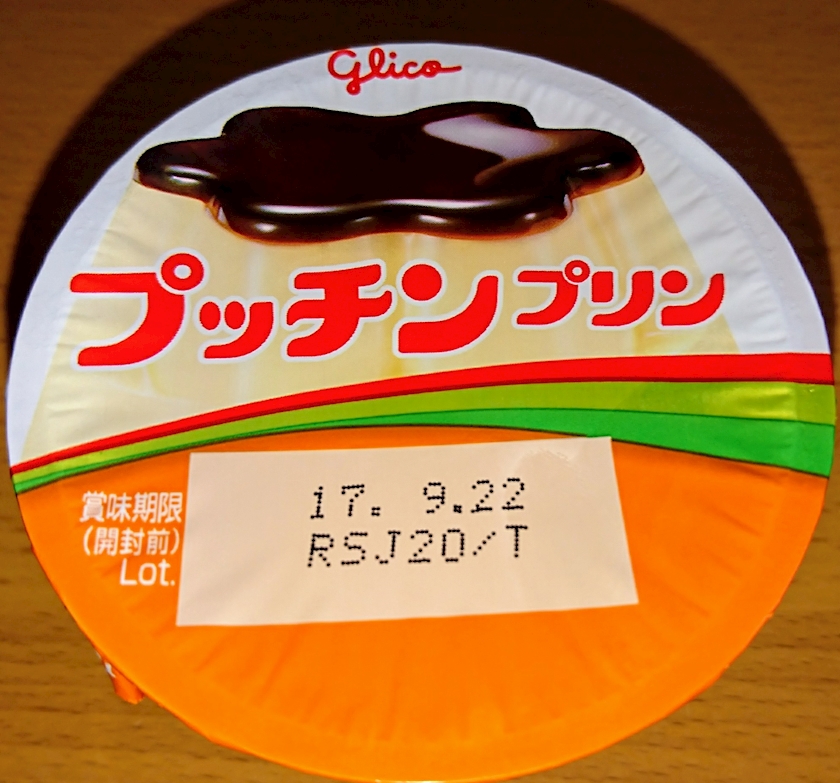 Glico
プッチンプリン
賞味期限
(開封前)
Lot.
17. 9.22
RSJ20/T